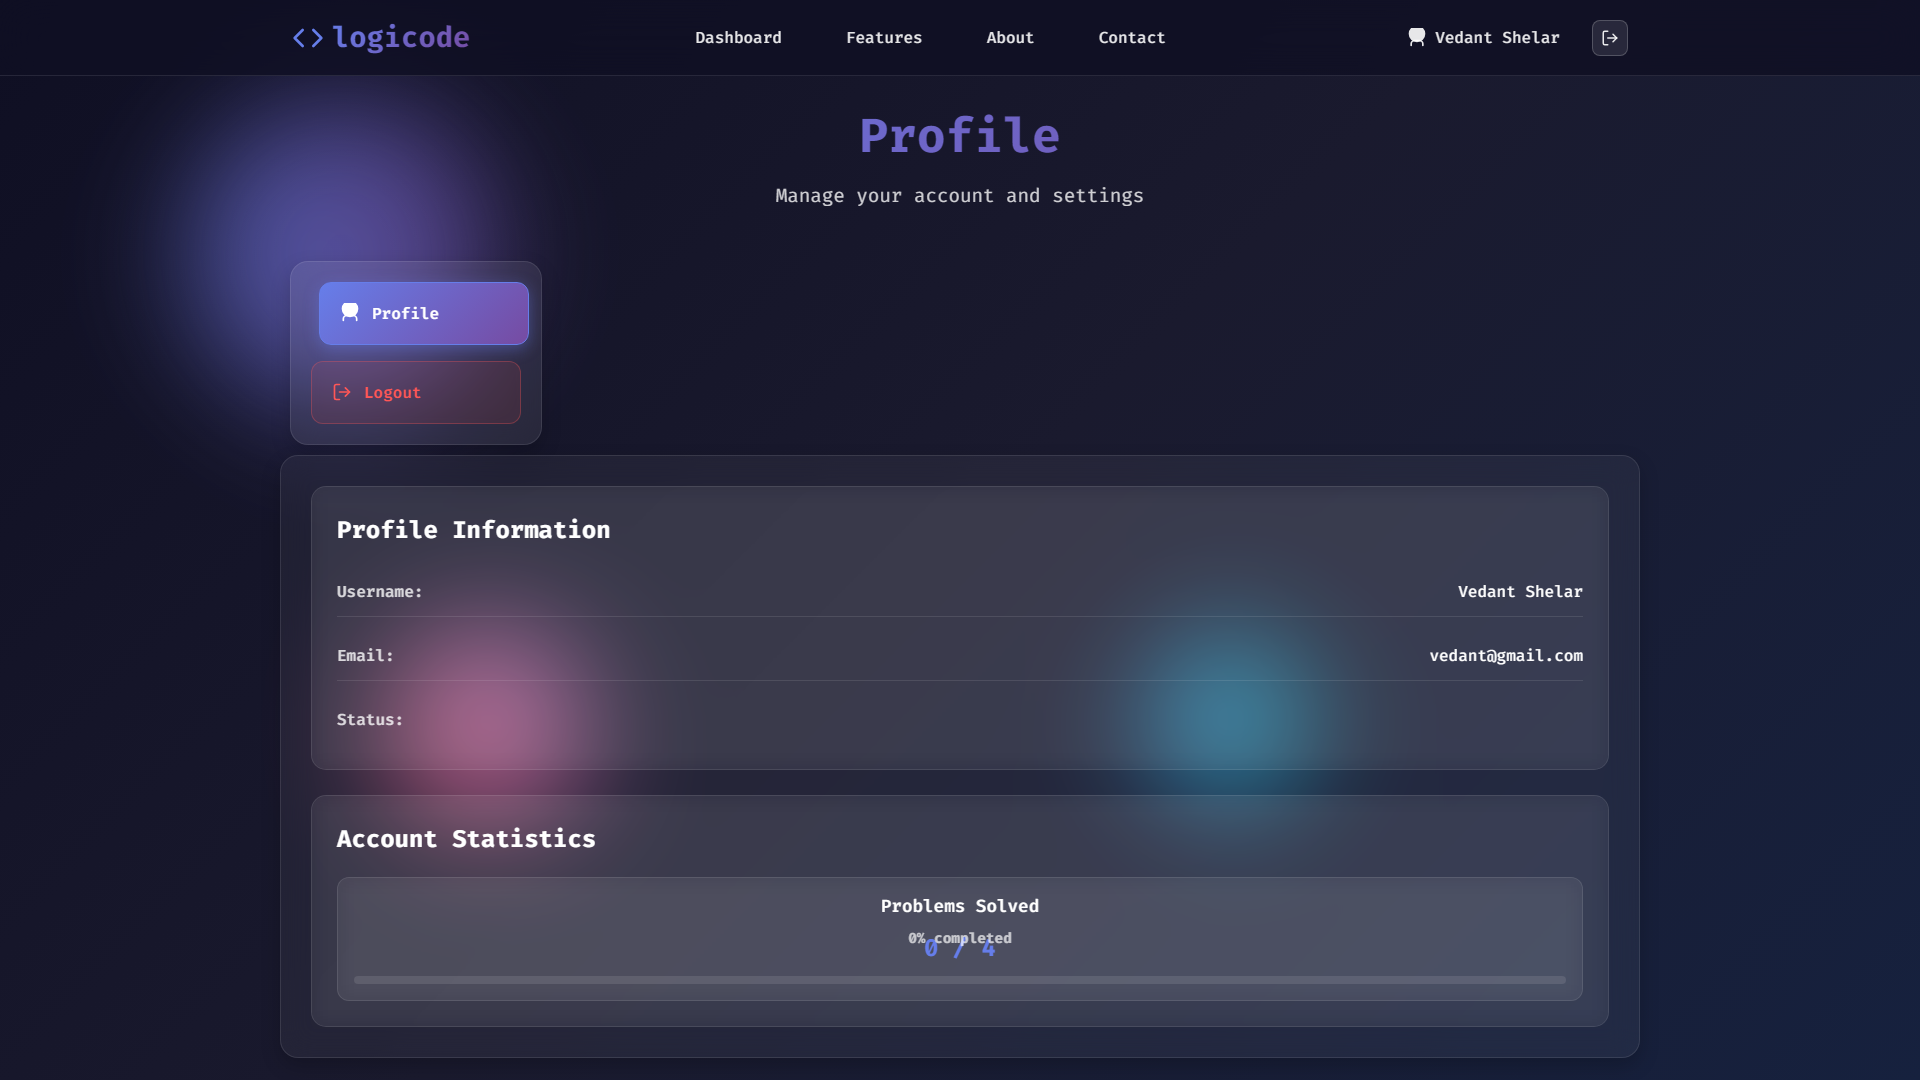 logicode
Dashboard Features About Contact Vedant Shelar
Profile
Manage your account and settings
Profile
Logout
Profile Information
Username: Vedant Shelar
Email: vedant@gmail.com
Status:
Account Statistics
Problems Solved
0% completed
0 / 4